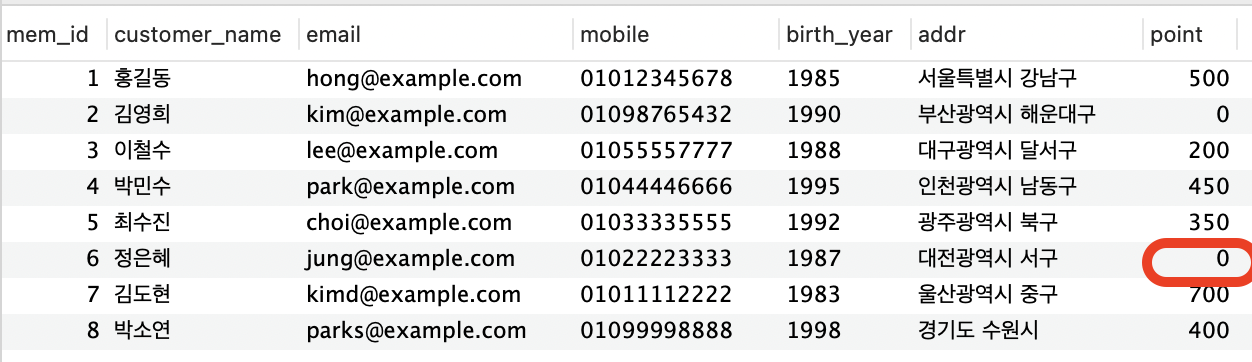 mem_id customer_name email mobile birth_year addr point
1 홍길동 hong@example.com 01012345678 1985 서울특별시 강남구 500
2 김영희 kim@example.com 01098765432 1990 부산광역시 해운대구 0
3 이철수 lee@example.com 01055557777 1988 대구광역시 달서구 200
4 박민수 park@example.com 01044446666 1995 인천광역시 남동구 450
5 최수진 choi@example.com 01033335555 1992 광주광역시 북구 350
6 정은혜 jung@example.com 01022223333 1987 대전광역시 서구 0
7 김도현 kimd@example.com 01011112222 1983 울산광역시 중구 700
8 박소연 parks@example.com 01099998888 1998 경기도 수원시 400